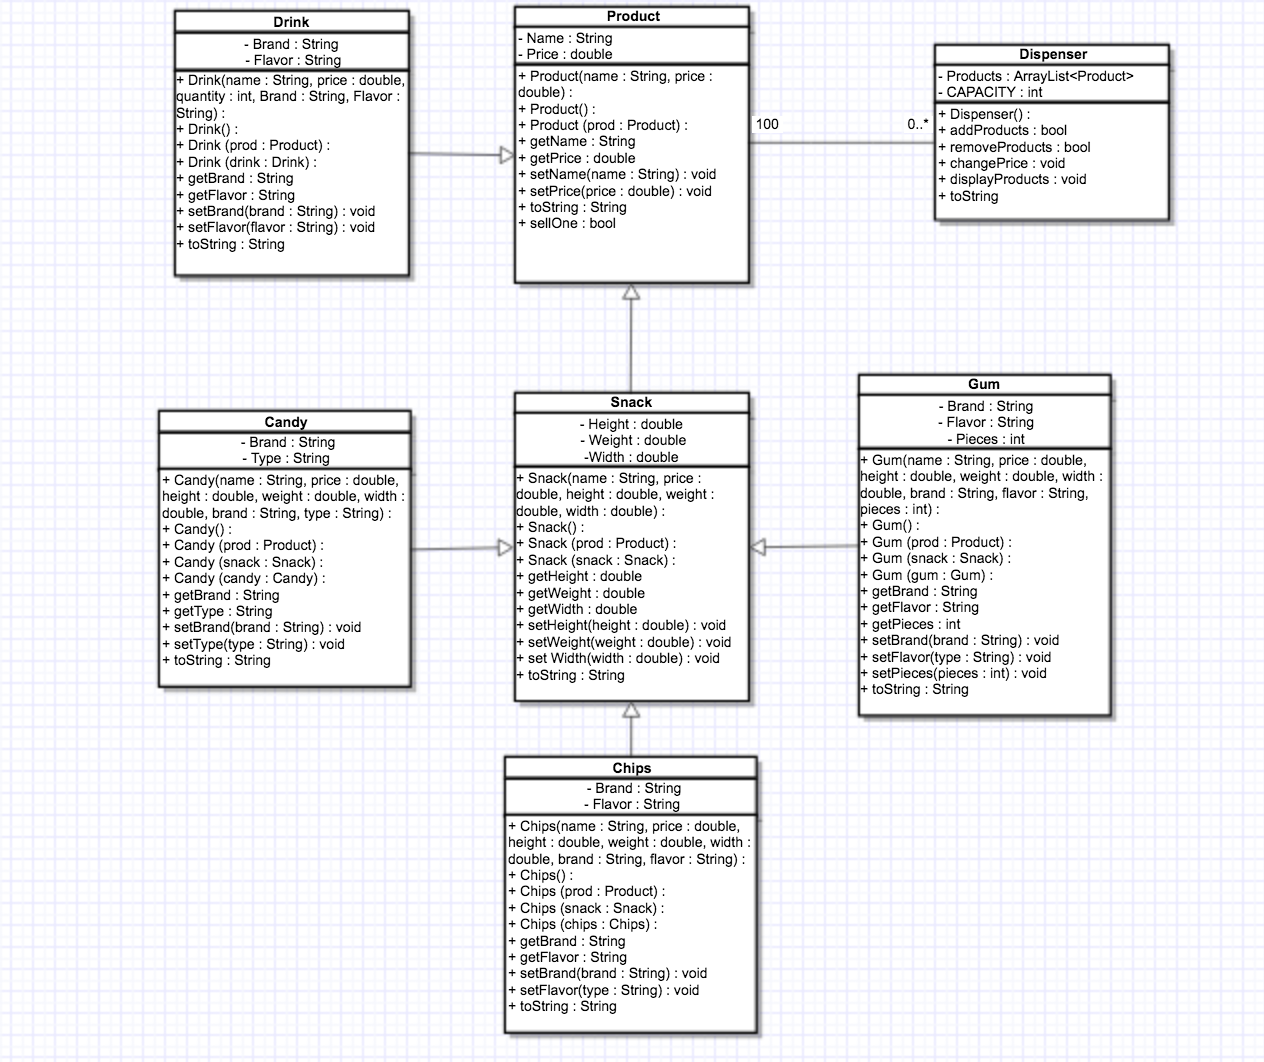 Drink
- Brand : String
- Flavor : String
+ Drink(name : String, price : double,
quantity : int, Brand : String, Flavor :
String) :
+ Drink() :
+ Drink (prod : Product) :
+ Drink (drink : Drink) :
+ getBrand : String
+ getFlavor : String
+ setBrand(brand : String) : void
+ setFlavor(flavor : String) : void
+ toString : String
Product
- Name : String
- Price : double
+ Product(name : String, price :
double) :
+ Product() :
+ Product (prod : Product) :
+ getName : String
+ getPrice : double
+ setName(name : String) : void
+ setPrice(price : double) : void
+ toString : String
+ sellOne : bool
100
0..*
Dispenser
- Products : ArrayList<Product>
- CAPACITY : int
+ Dispenser() :
+ addProducts : bool
+ removeProducts : bool
+ changePrice : void
+ displayProducts : void
+ toString
Candy
- Brand : String
- Type : String
+ Candy(name : String, price : double,
height : double, weight : double, width :
double, brand : String, type : String) :
+ Candy() :
+ Candy (prod : Product) :
+ Candy (snack : Snack) :
+ Candy (candy : Candy) :
+ getBrand : String
+ getType : String
+ setBrand(brand : String) : void
+ setType(type : String) : void
+ toString : String
Snack
- Height : double
- Weight : double
-Width : double
+ Snack(name : String, price :
double, height : double, weight :
double, width : double) :
+ Snack() :
+ Snack (prod : Product) :
+ Snack (snack : Snack) :
+ getHeight : double
+ getWeight : double
+ getWidth : double
+ setHeight(height : double) : void
+ setWeight(weight : double) : void
+ set Width(width : double) : void
+ toString : String
Gum
- Brand : String
- Flavor : String
- Pieces : int
+ Gum(name : String, price : double,
height : double, weight : double, width :
double, brand : String, flavor : String,
pieces : int) :
+ Gum() :
+ Gum (prod : Product) :
+ Gum (snack : Snack) :
+ Gum (gum : Gum) :
+ getBrand : String
+ getFlavor : String
+ getPieces : int
+ setBrand(brand : String) : void
+ setFlavor(type : String) : void
+ setPieces(pieces : int) : void
+ toString : String
Chips
- Brand : String
- Flavor : String
+ Chips(name : String, price : double,
height : double, weight : double, width :
double, brand : String, flavor : String) :
+ Chips() :
+ Chips (prod : Product) :
+ Chips (snack : Snack) :
+ Chips (chips : Chips) :
+ getBrand : String
+ getFlavor : String
+ setBrand(brand : String) : void
+ setFlavor(type : String) : void
+ toString : String